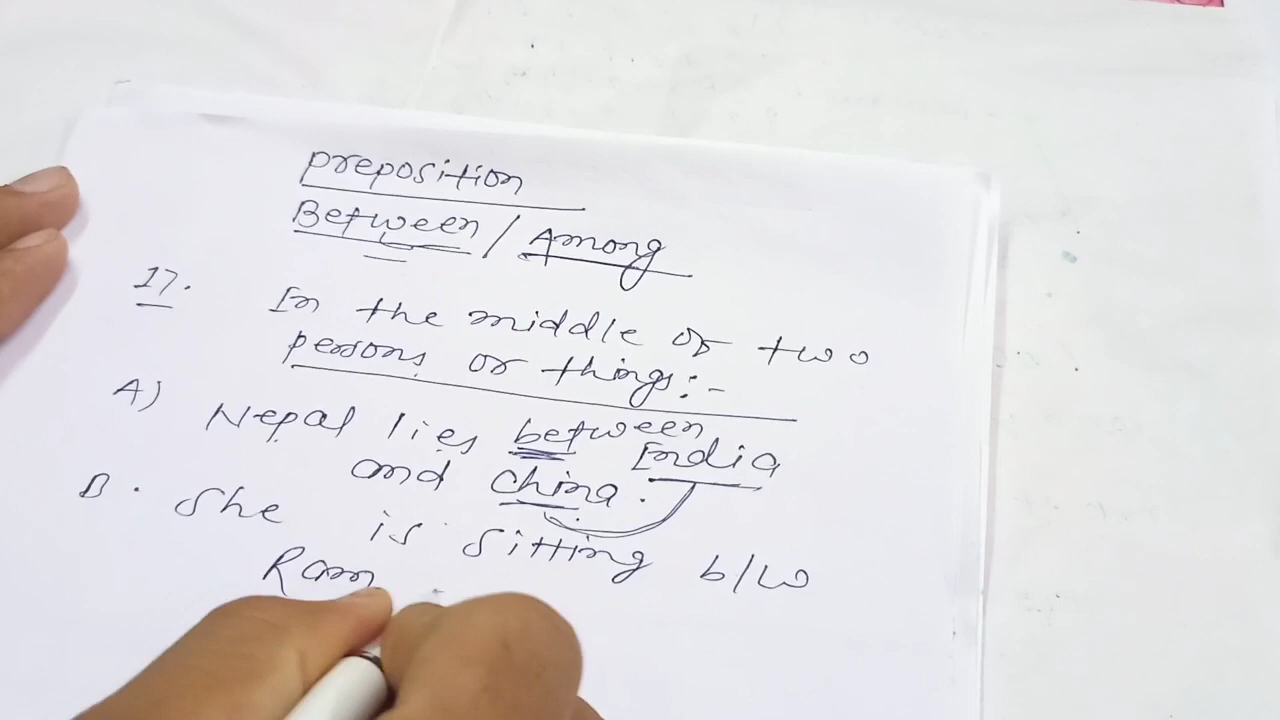 Preposition
Between / Among
17. In the middle of two
persons or things:-
A) Nepal lies between India
and China.
B. She is sitting b/w
Ram